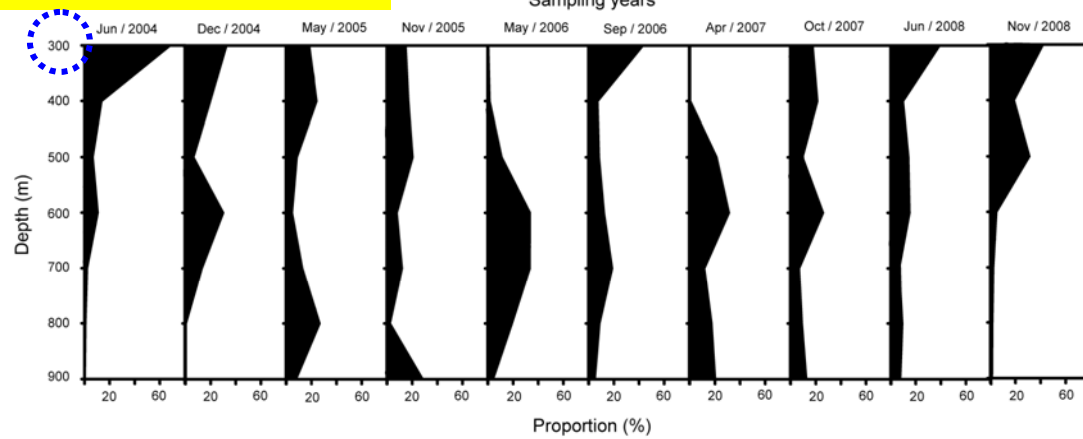 Sampling years
Jun / 2004 Dec / 2004 May / 2005 Nov / 2005 May / 2006 Sep / 2006 Apr / 2007 Oct / 2007 Jun / 2008 Nov / 2008
300
400
500
600
700
800
900
Depth (m)
20 60 20 60 20 60 20 60 20 60 20 60 20 60 20 60 20 60 20 60
Proportion (%)